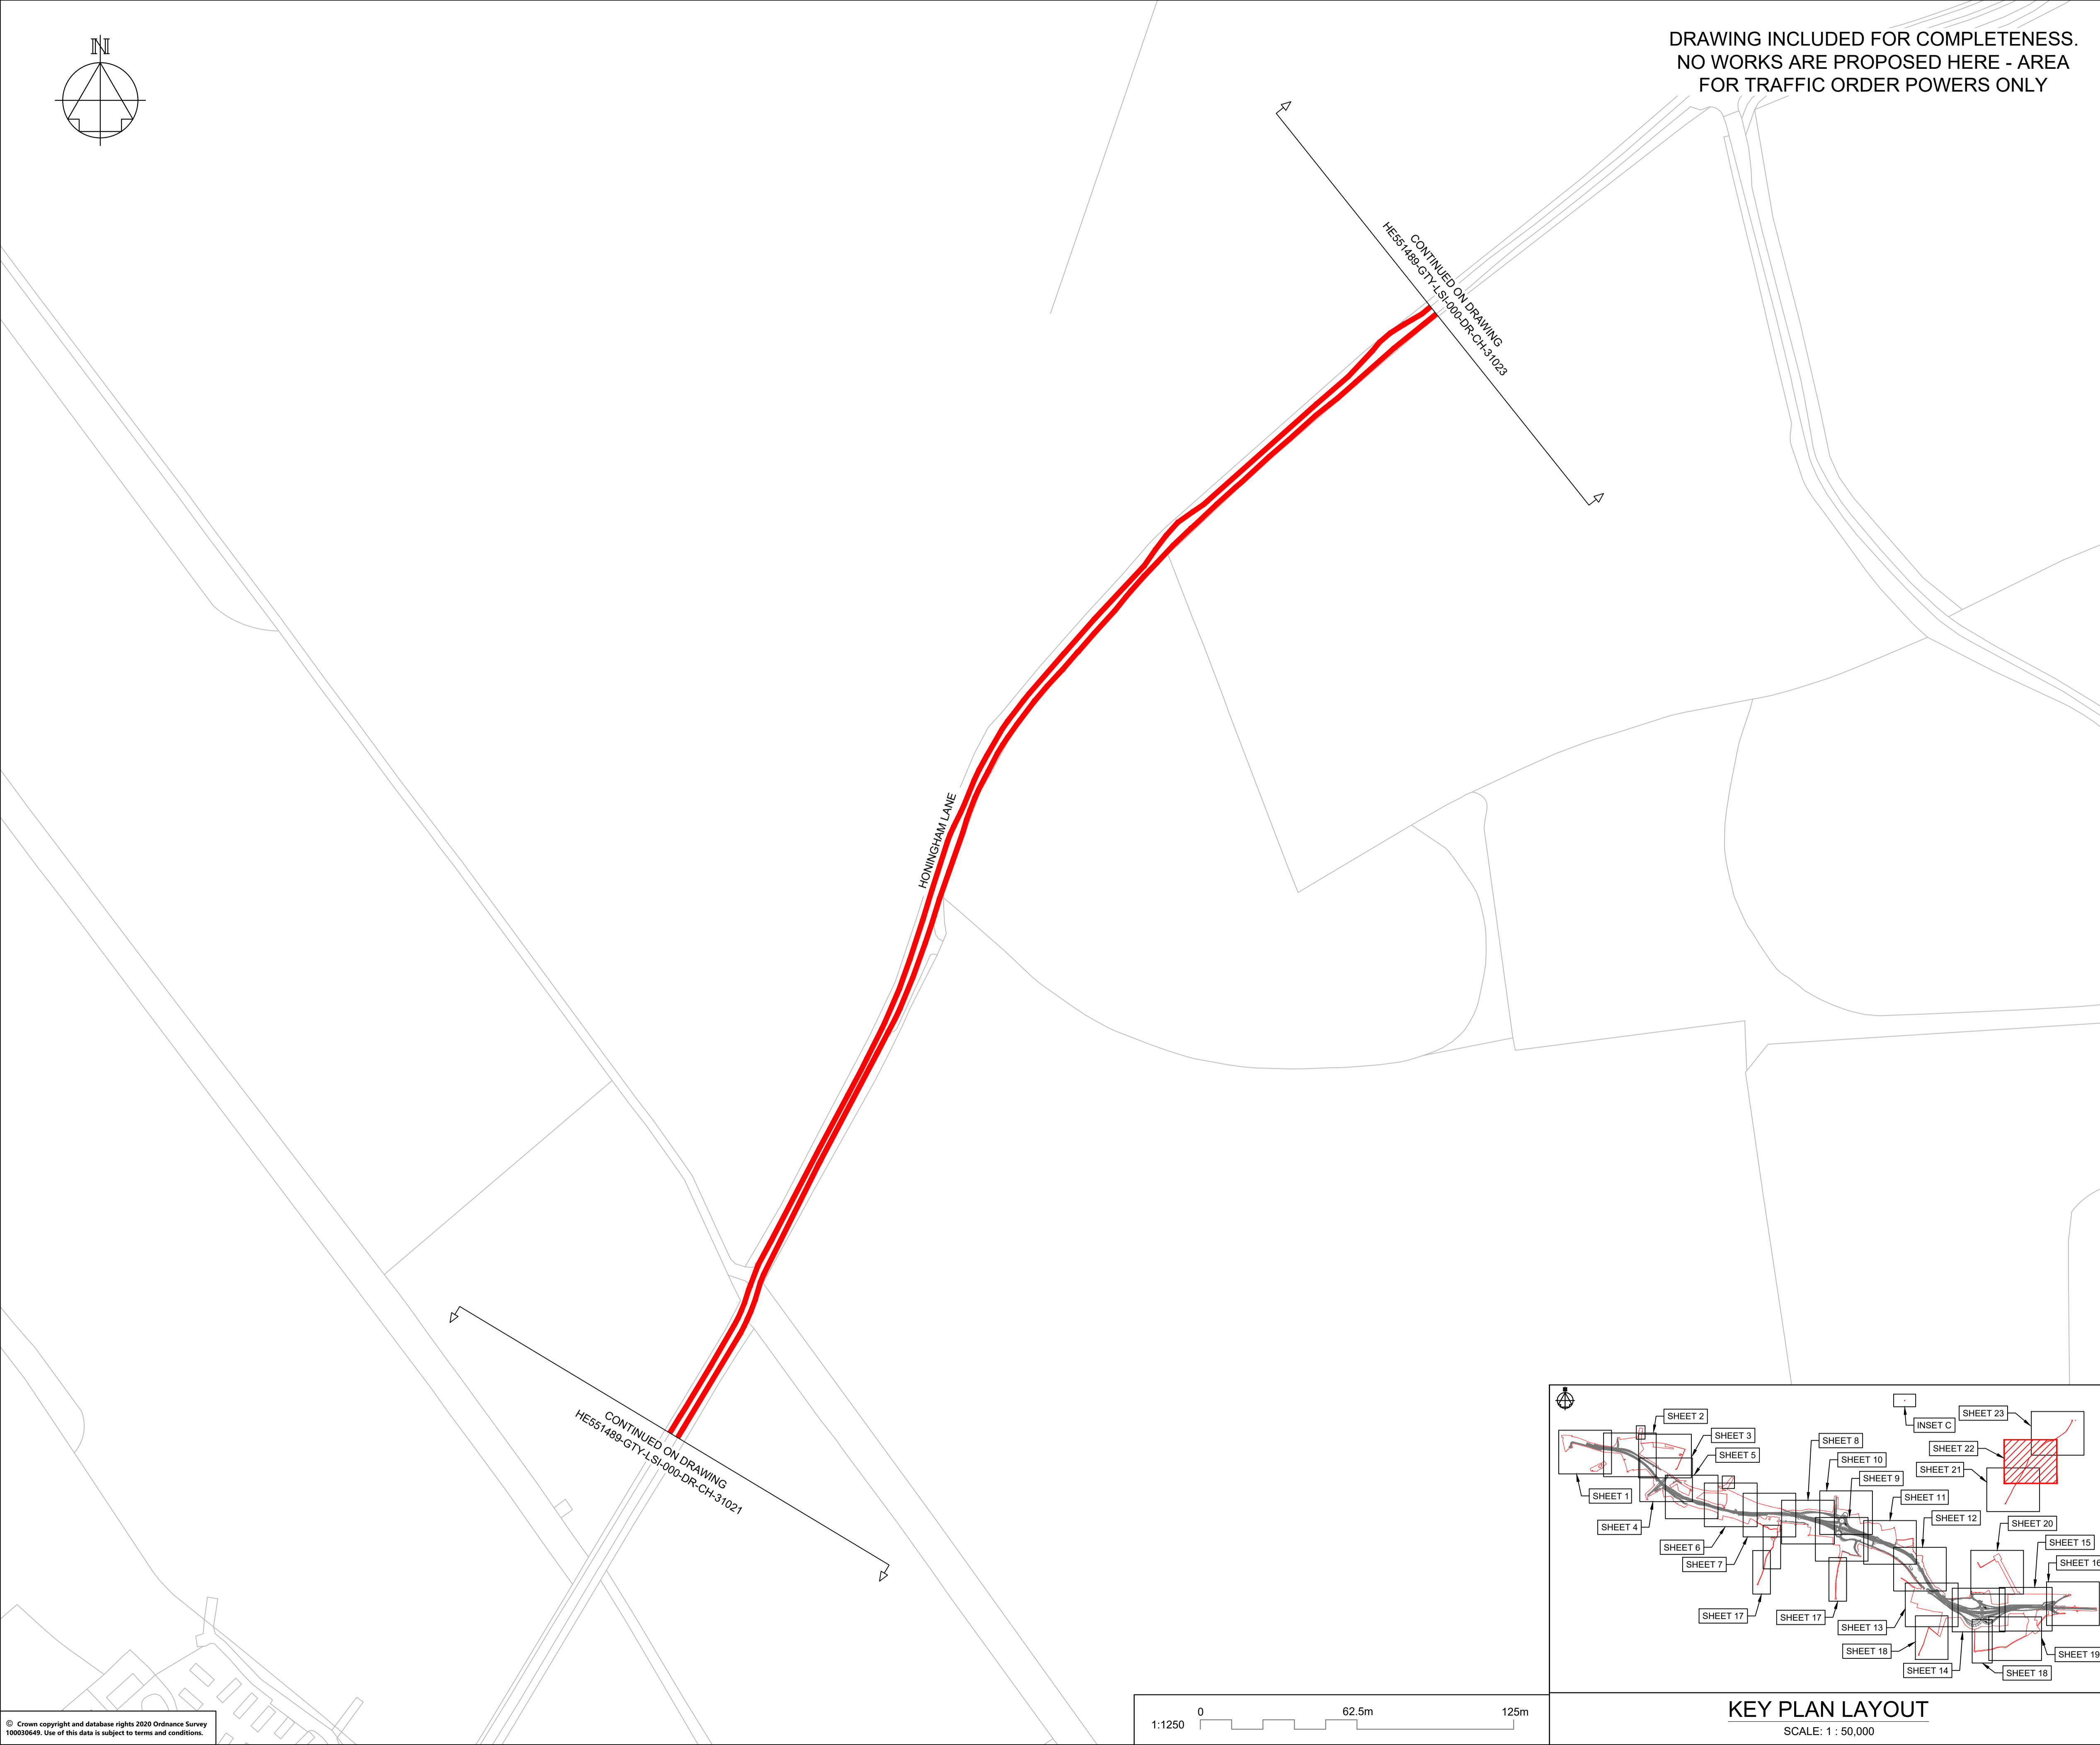 N
DRAWING INCLUDED FOR COMPLETENESS.
NO WORKS ARE PROPOSED HERE - AREA
FOR TRAFFIC ORDER POWERS ONLY
CONTINUED ON DRAWING
HE551489-GTY-LSI-000-DR-CH-31023
HONINGHAM LANE
CONTINUED ON DRAWING
HE551489-GTY-LSI-000-DR-CH-31021
SHEET 1
SHEET 2
SHEET 3
SHEET 5
SHEET 4
SHEET 6
SHEET 7
SHEET 17
SHEET 17
SHEET 8
SHEET 10
SHEET 9
SHEET 11
SHEET 12
SHEET 13
SHEET 18
SHEET 14
SHEET 18
INSET C
SHEET 23
SHEET 22
SHEET 21
SHEET 20
SHEET 15
SHEET 16
SHEET 19
KEY PLAN LAYOUT
SCALE: 1 : 50,000
1:1250
0 62.5m 125m
© Crown copyright and database rights 2020 Ordnance Survey
100030649. Use of this data is subject to terms and conditions.